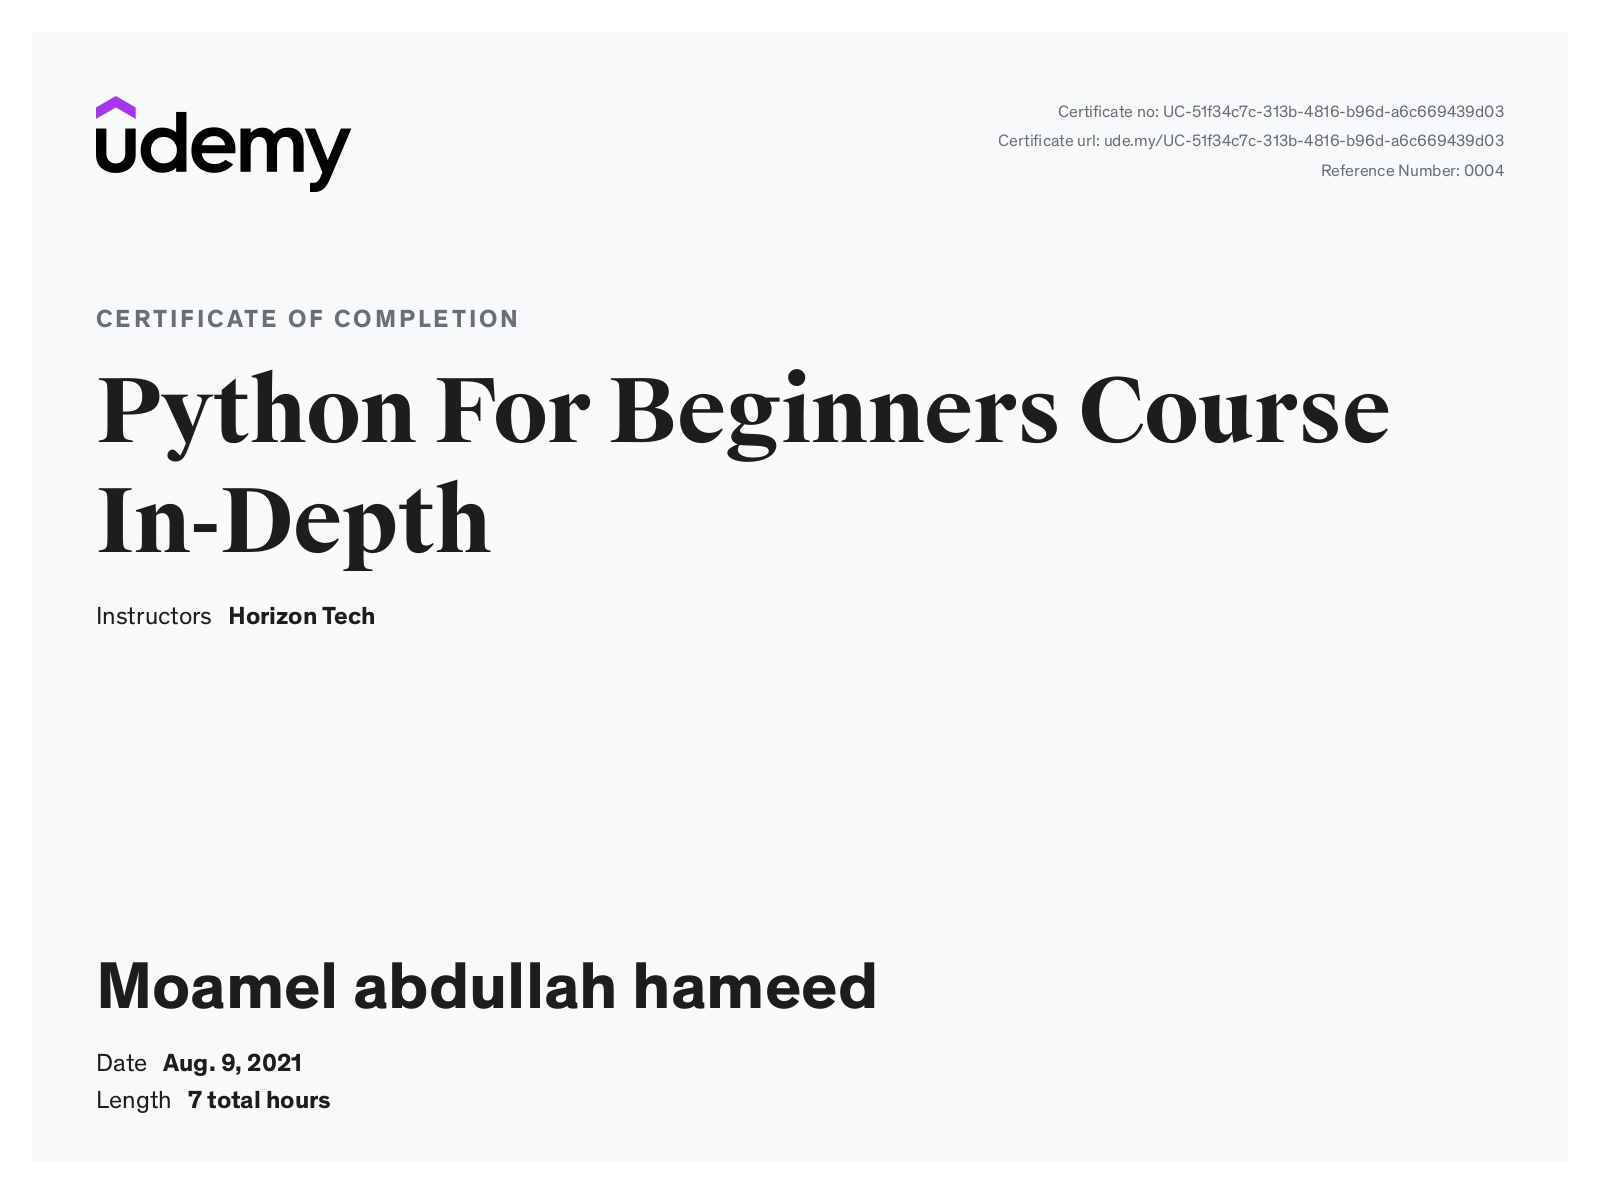 udemy
Certificate no: UC-51f34c7c-313b-4816-b96d-a6c669439d03
Certificate url: ude.my/UC-51f34c7c-313b-4816-b96d-a6c669439d03
Reference Number: 0004
CERTIFICATE OF COMPLETION
Python For Beginners Course
In-Depth
Instructors Horizon Tech
Moamel abdullah hameed
Date Aug. 9, 2021
Length 7 total hours